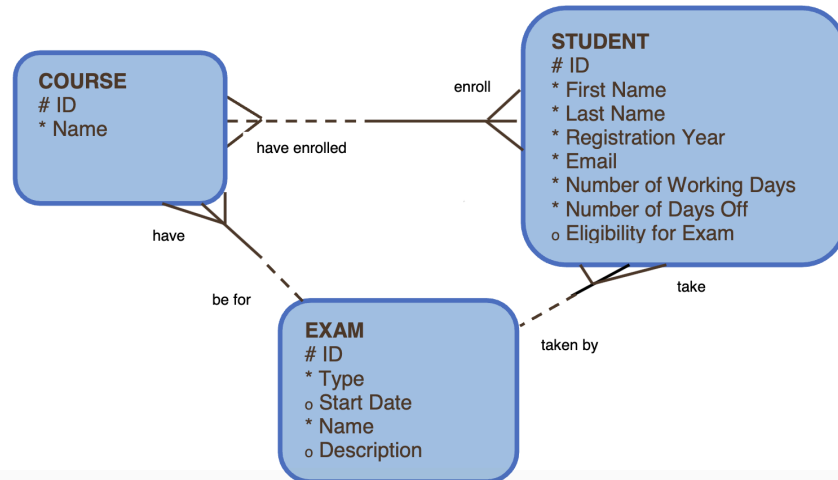 COURSE
# ID
* Name
have enrolled
enroll
STUDENT
# ID
* First Name
* Last Name
* Registration Year
* Email
* Number of Working Days
* Number of Days Off
o Eligibility for Exam
have
be for
take
taken by
EXAM
# ID
* Type
o Start Date
* Name
o Description